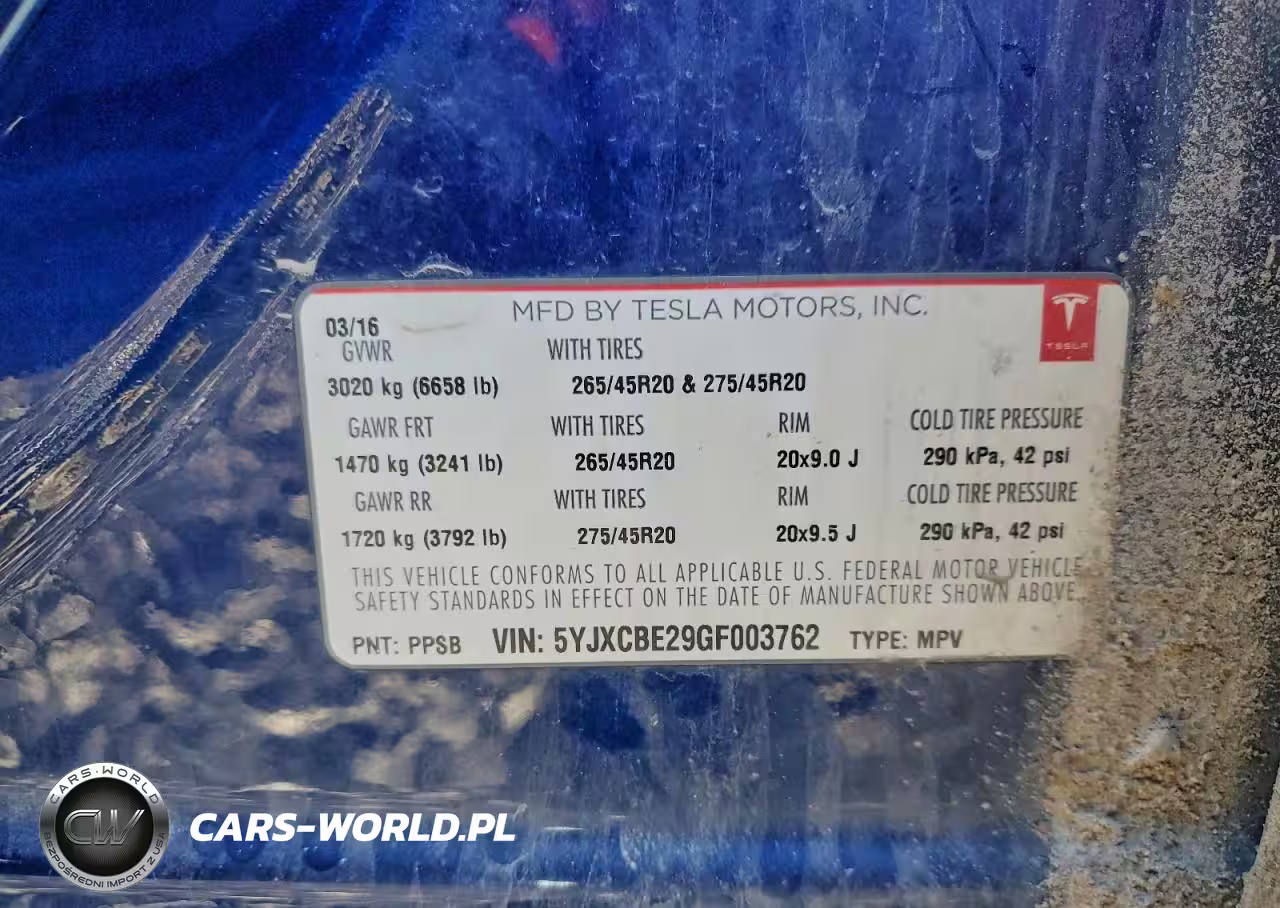 MFD BY TESLA MOTORS, INC.
03/16
TESLA
GVWR WITH TIRES
3020 kg (6658 lb) 265/45R20 & 275/45R20
GAWR FRT WITH TIRES RIM COLD TIRE PRESSURE
1470 kg (3241 lb) 265/45R20 20x9.0 J 290 kPa, 42 psi
GAWR RR WITH TIRES RIM COLD TIRE PRESSURE
1720 kg (3792 lb) 275/45R20 20x9.5 J 290 kPa, 42 psi
THIS VEHICLE CONFORMS TO ALL APPLICABLE U.S. FEDERAL MOTOR VEHICLE
SAFETY STANDARDS IN EFFECT ON THE DATE OF MANUFACTURE SHOWN ABOVE.
PNT: PPSB VIN: 5YJXCBE29GF003762 TYPE: MPV
CARS-WORLD
CW
BEZPOŚREDNI IMPORT Z USA
CARS-WORLD.PL